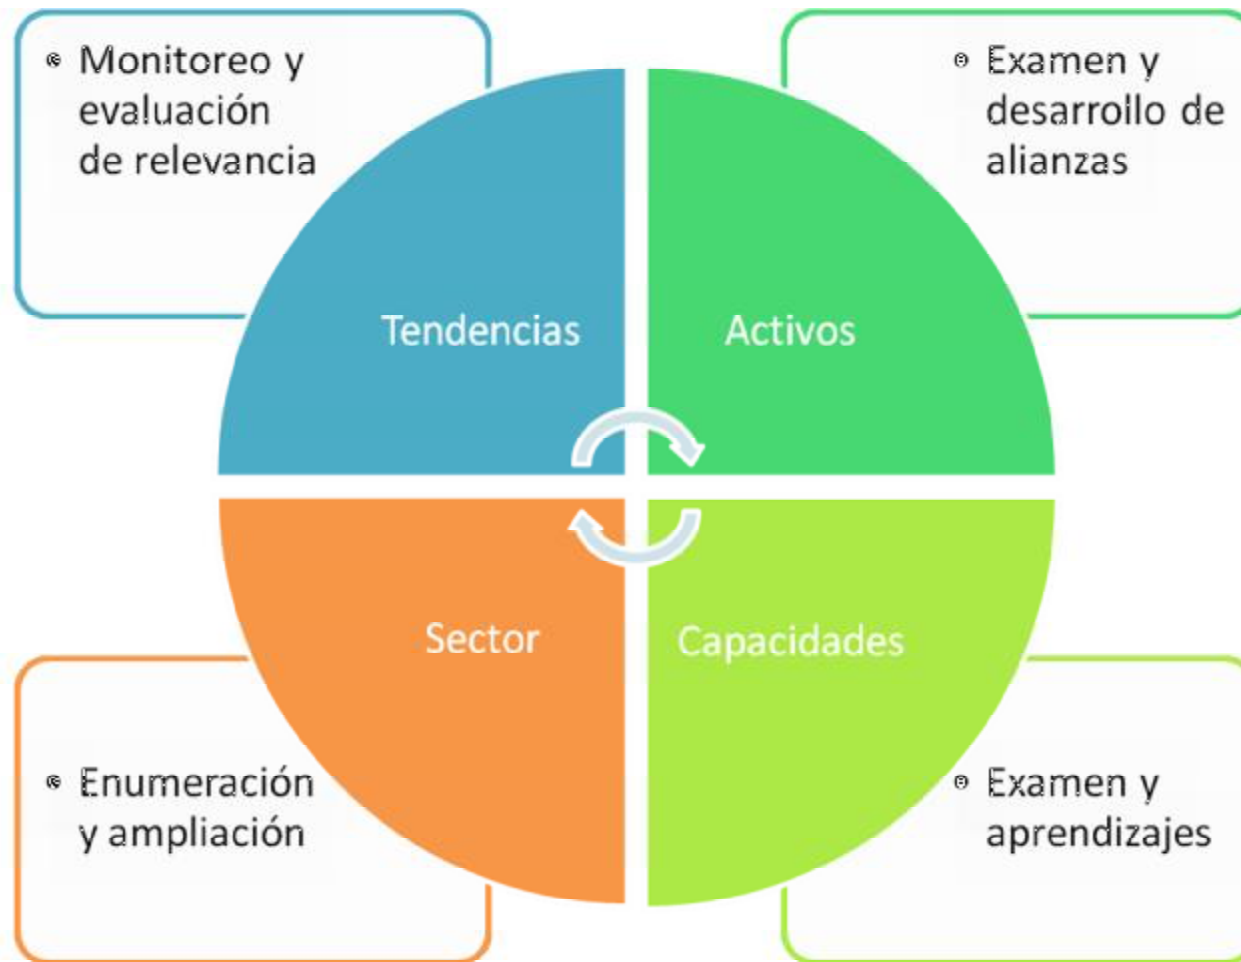 • Monitoreo y
evaluación
de relevancia
• Examen y
desarrollo de
alianzas
Tendencias
Activos
Sector
Capacidades
• Enumeración
y ampliación
• Examen y
aprendizajes